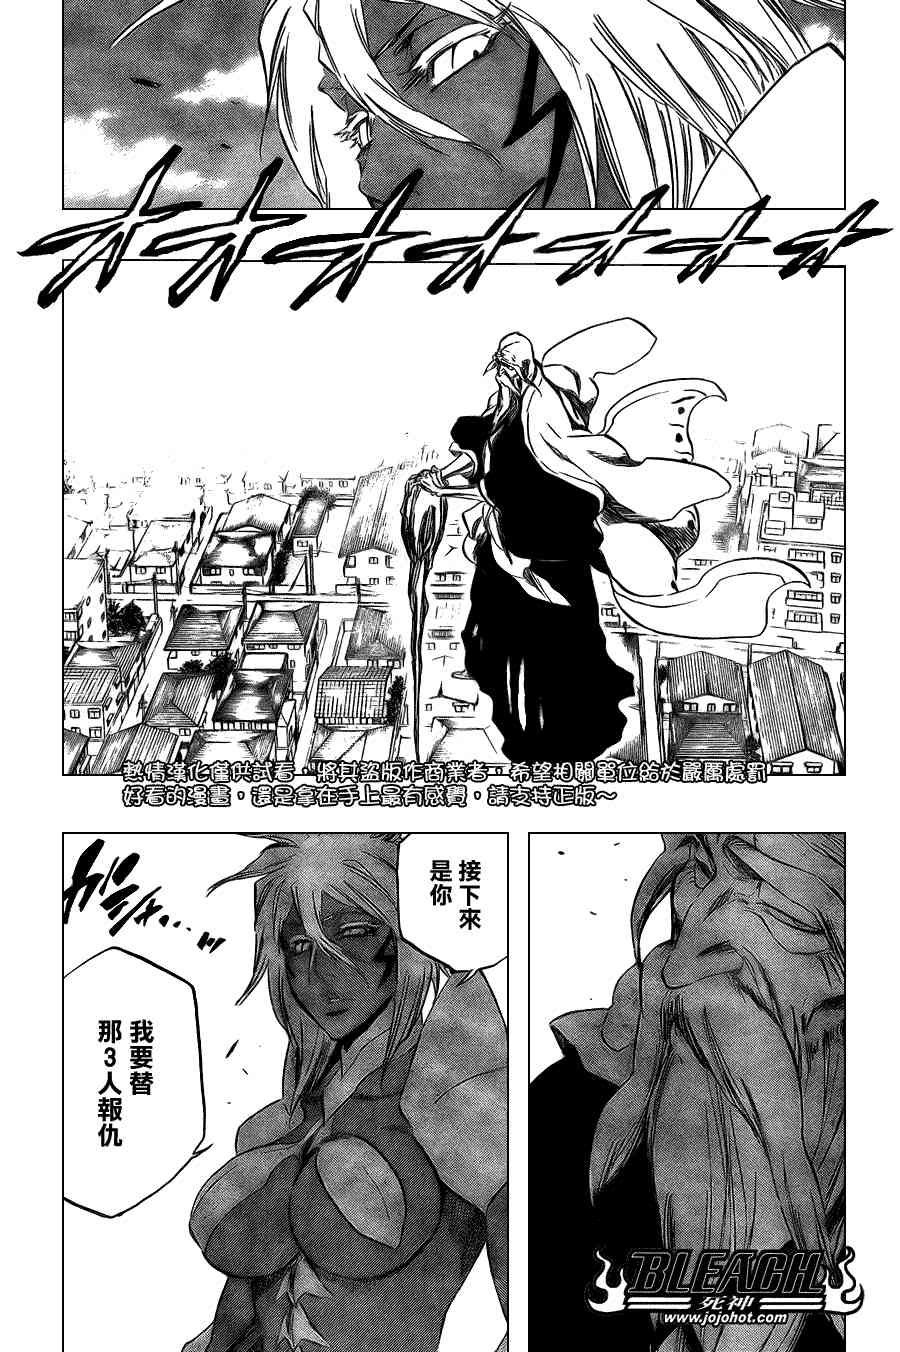 オオオオオオオ
熱情漢化僅供試看，將其盜版作商業者，希望相關單位給於嚴厲處罰
好看的漫畫，還是拿在手上最有感覺，請支持正版～
接下來
是你
ガシャ…
我要替
那3人報仇
BLEACH
死神
www.jojohot.com